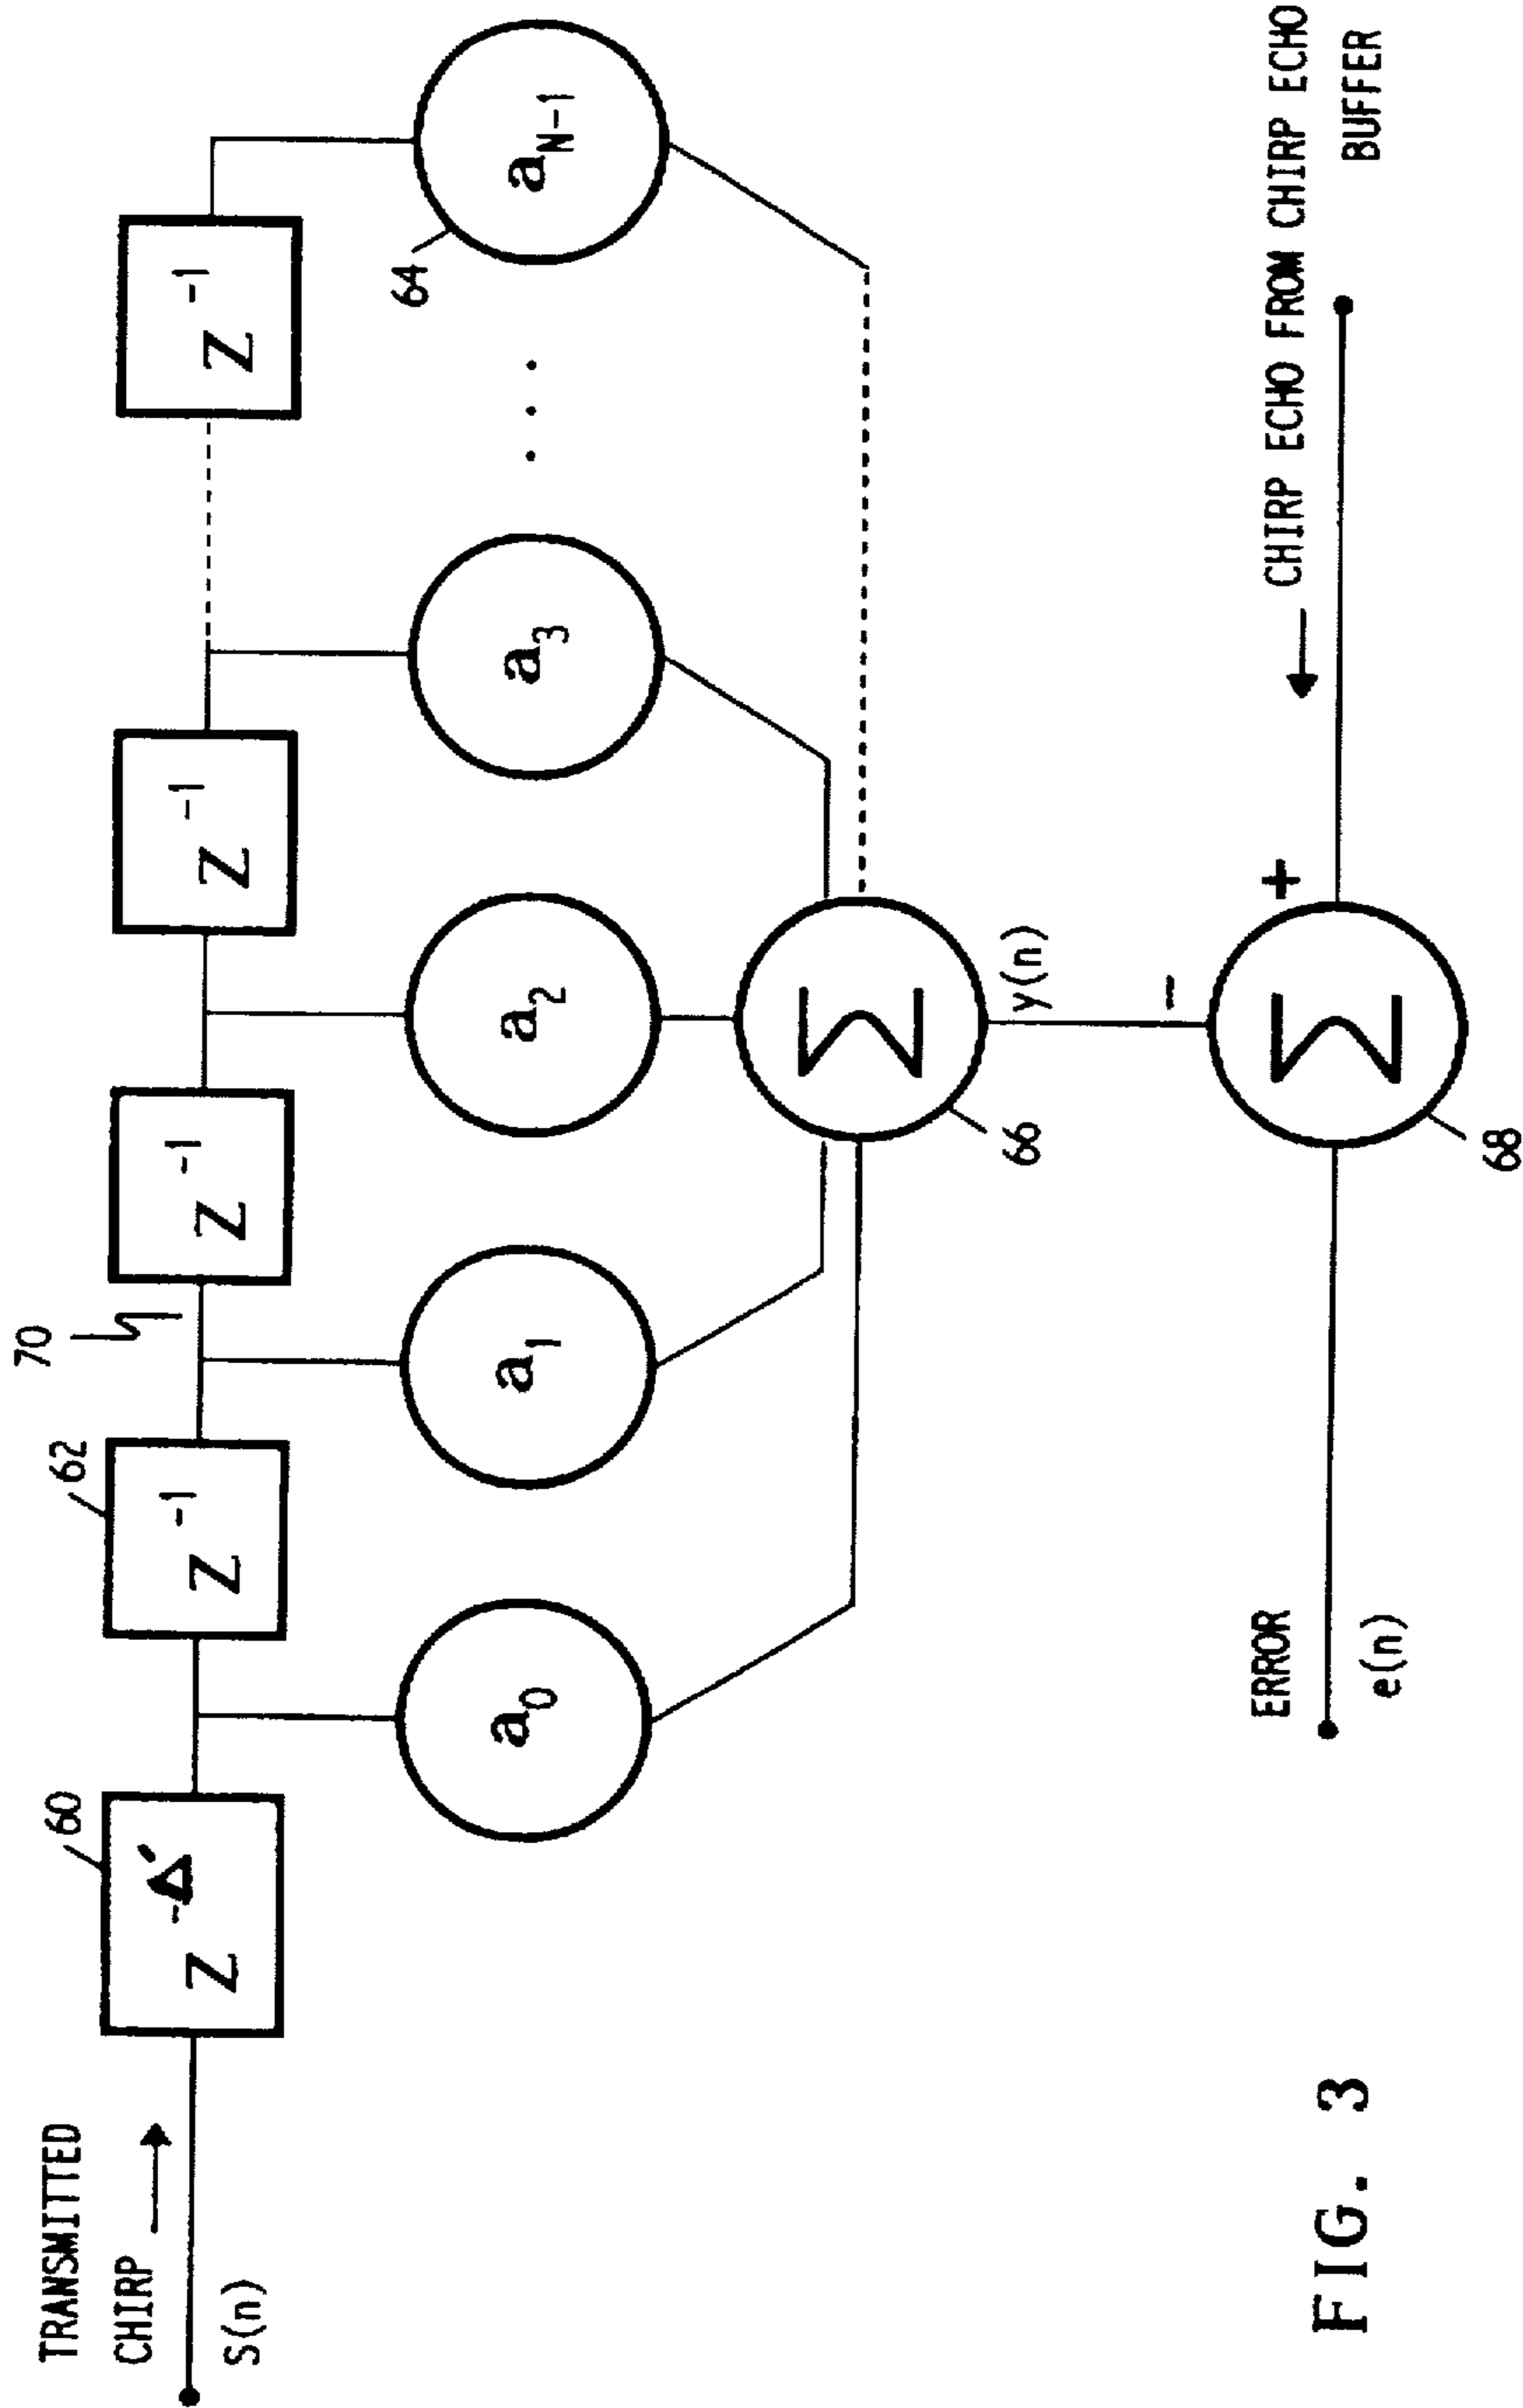 TRANSMITTED
CHIRP
S(n)
60
z^-Δ'
62
z^-1
70
z^-1
z^-1
z^-1
a_0
a_1
a_2
a_3
. . .
a_N-1
64
Σ
66
y(n)
-
+
CHIRP ECHO FROM CHIRP ECHO
BUFFER
ERROR
e(n)
Σ
68
FIG. 3